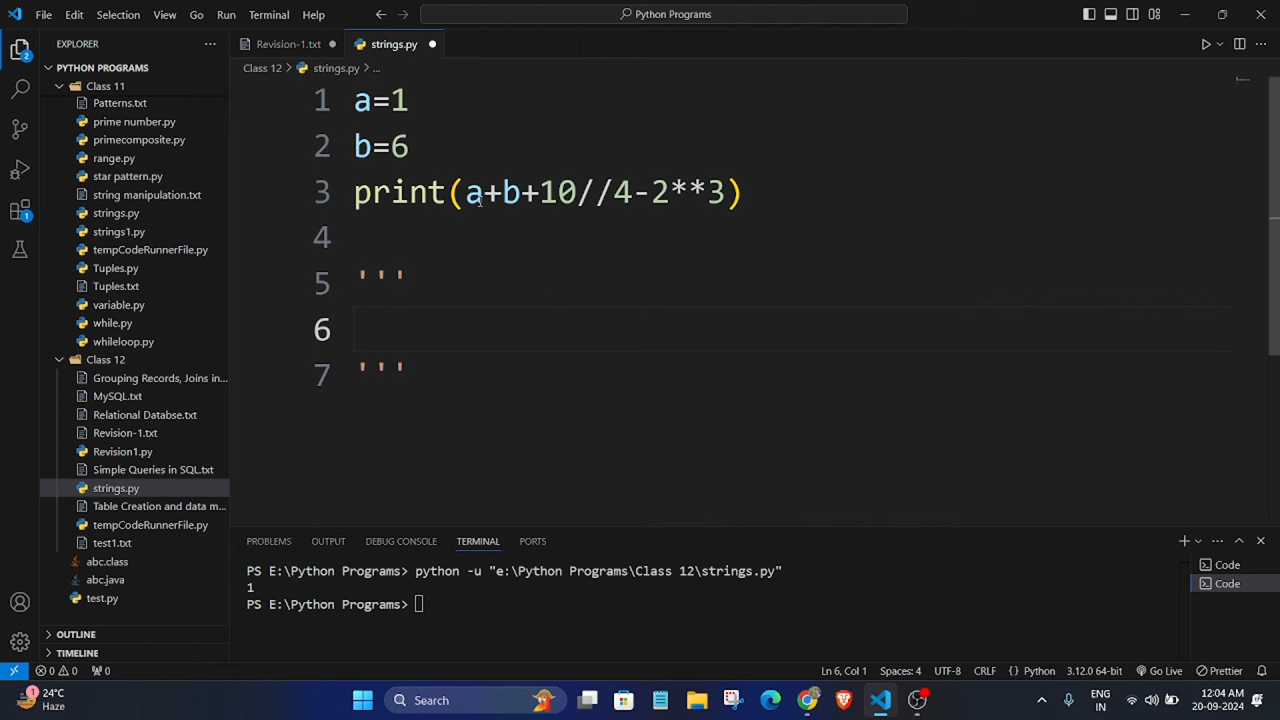 File Edit Selection View Go Run Terminal Help
Python Programs
EXPLORER
Revision-1.txt
strings.py
PYTHON PROGRAMS
Class 12 > strings.py > ...
Class 11
Patterns.txt
prime number.py
primecomposite.py
range.py
star pattern.py
string manipulation.txt
strings.py
strings1.py
tempCodeRunnerFile.py
Tuples.py
Tuples.txt
variable.py
while.py
whileloop.py
Class 12
Grouping Records, Joins in...
MySQL.txt
Relational Databse.txt
Revision-1.txt
Revision1.py
Simple Queries in SQL.txt
strings.py
Table Creation and data m...
tempCodeRunnerFile.py
test1.txt
abc.class
abc.java
test.py
OUTLINE
TIMELINE
2
1
1 a=1
2 b=6
3 print(a+b+10//4-2**3)
4
5 '''
6
7 '''
PROBLEMS OUTPUT DEBUG CONSOLE TERMINAL PORTS
PS E:\Python Programs> python -u "e:\Python Programs\Class 12\strings.py"
1
PS E:\Python Programs>
Code
Code
0 0 0 Ln 6, Col 1 Spaces: 4 UTF-8 CRLF {} Python 3.12.0 64-bit Go Live Prettier
24°C
Haze
Search
ENG
IN
12:04 AM
20-09-2024